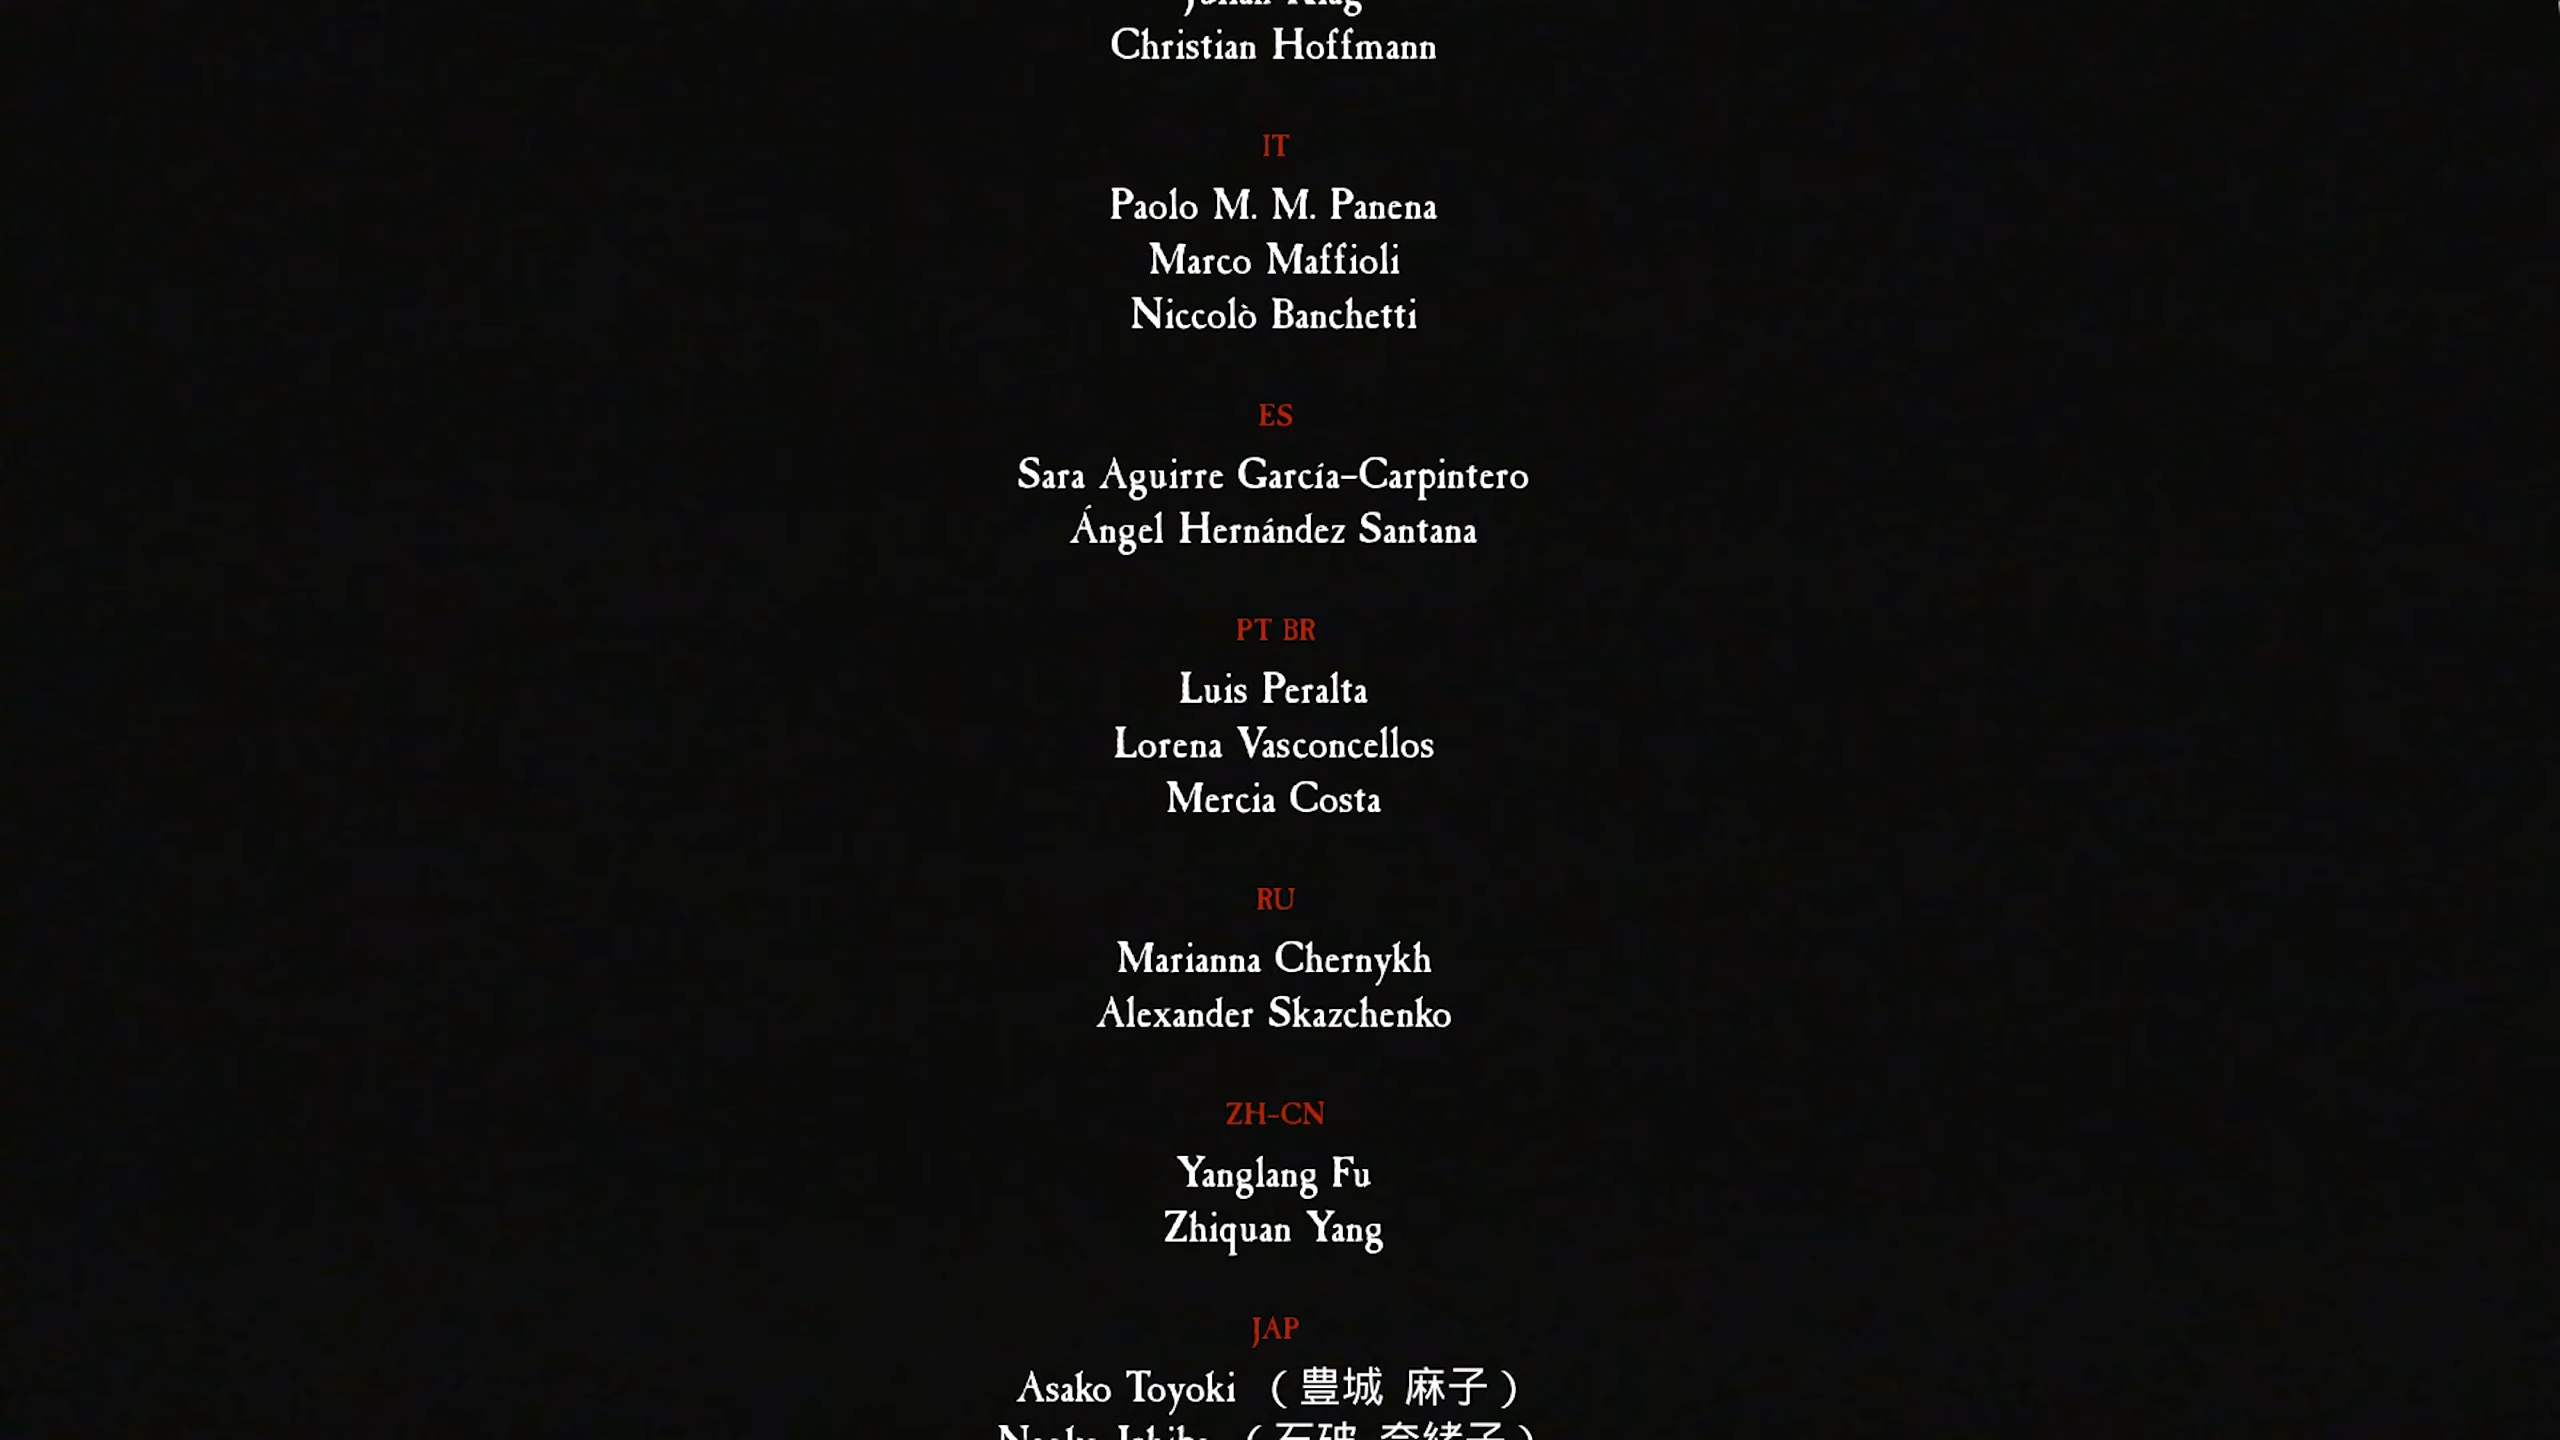 Christian Hoffmann
IT
Paolo M. M. Panena
Marco Maffioli
Niccolò Banchetti
ES
Sara Aguirre García-Carpintero
Ángel Hernández Santana
PT BR
Luis Peralta
Lorena Vasconcellos
Mercia Costa
RU
Marianna Chernykh
Alexander Skazchenko
ZH-CN
Yanglang Fu
Zhiquan Yang
JAP
Asako Toyoki （豊城 麻子）